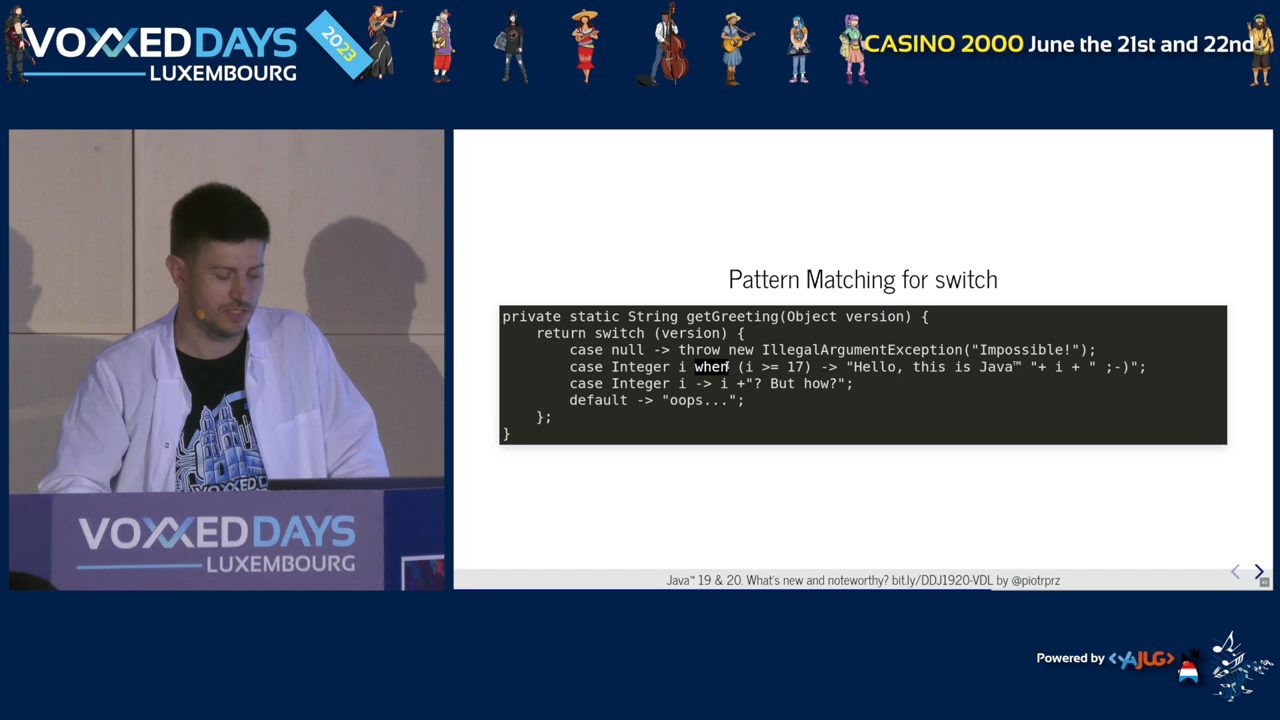 VOXXEDDAYS
LUXEMBOURG
2023
CASINO 2000 June the 21st and 22nd
Pattern Matching for switch
private static String getGreeting(Object version) {
return switch (version) {
case null -> throw new IllegalArgumentException("Impossible!");
case Integer i when (i >= 17) -> "Hello, this is Java™ "+ i + " ;-)";
case Integer i -> i +"? But how?";
default -> "oops...";
};
}
VOXXED DAYS
VOXXEDDAYS
LUXEMBOURG
Java™ 19 & 20. What's new and noteworthy? bit.ly/DDJ1920-VDL by @piotrprz
Powered by <YAJUG>